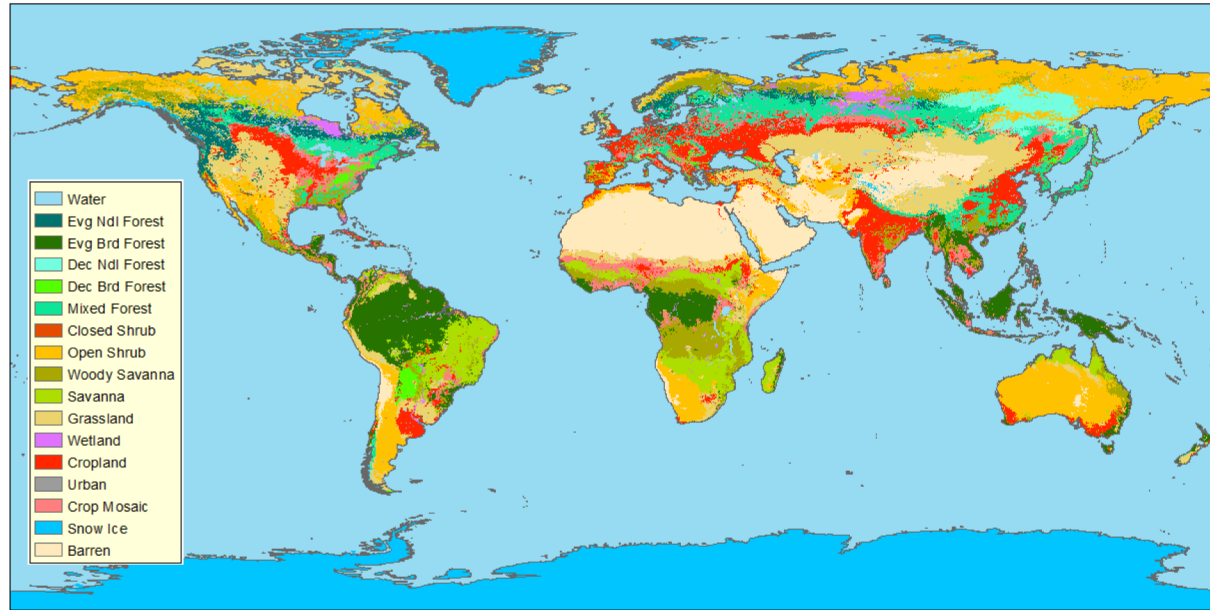 Water
Evg Ndl Forest
Evg Brd Forest
Dec Ndl Forest
Dec Brd Forest
Mixed Forest
Closed Shrub
Open Shrub
Woody Savanna
Savanna
Grassland
Wetland
Cropland
Urban
Crop Mosaic
Snow Ice
Barren